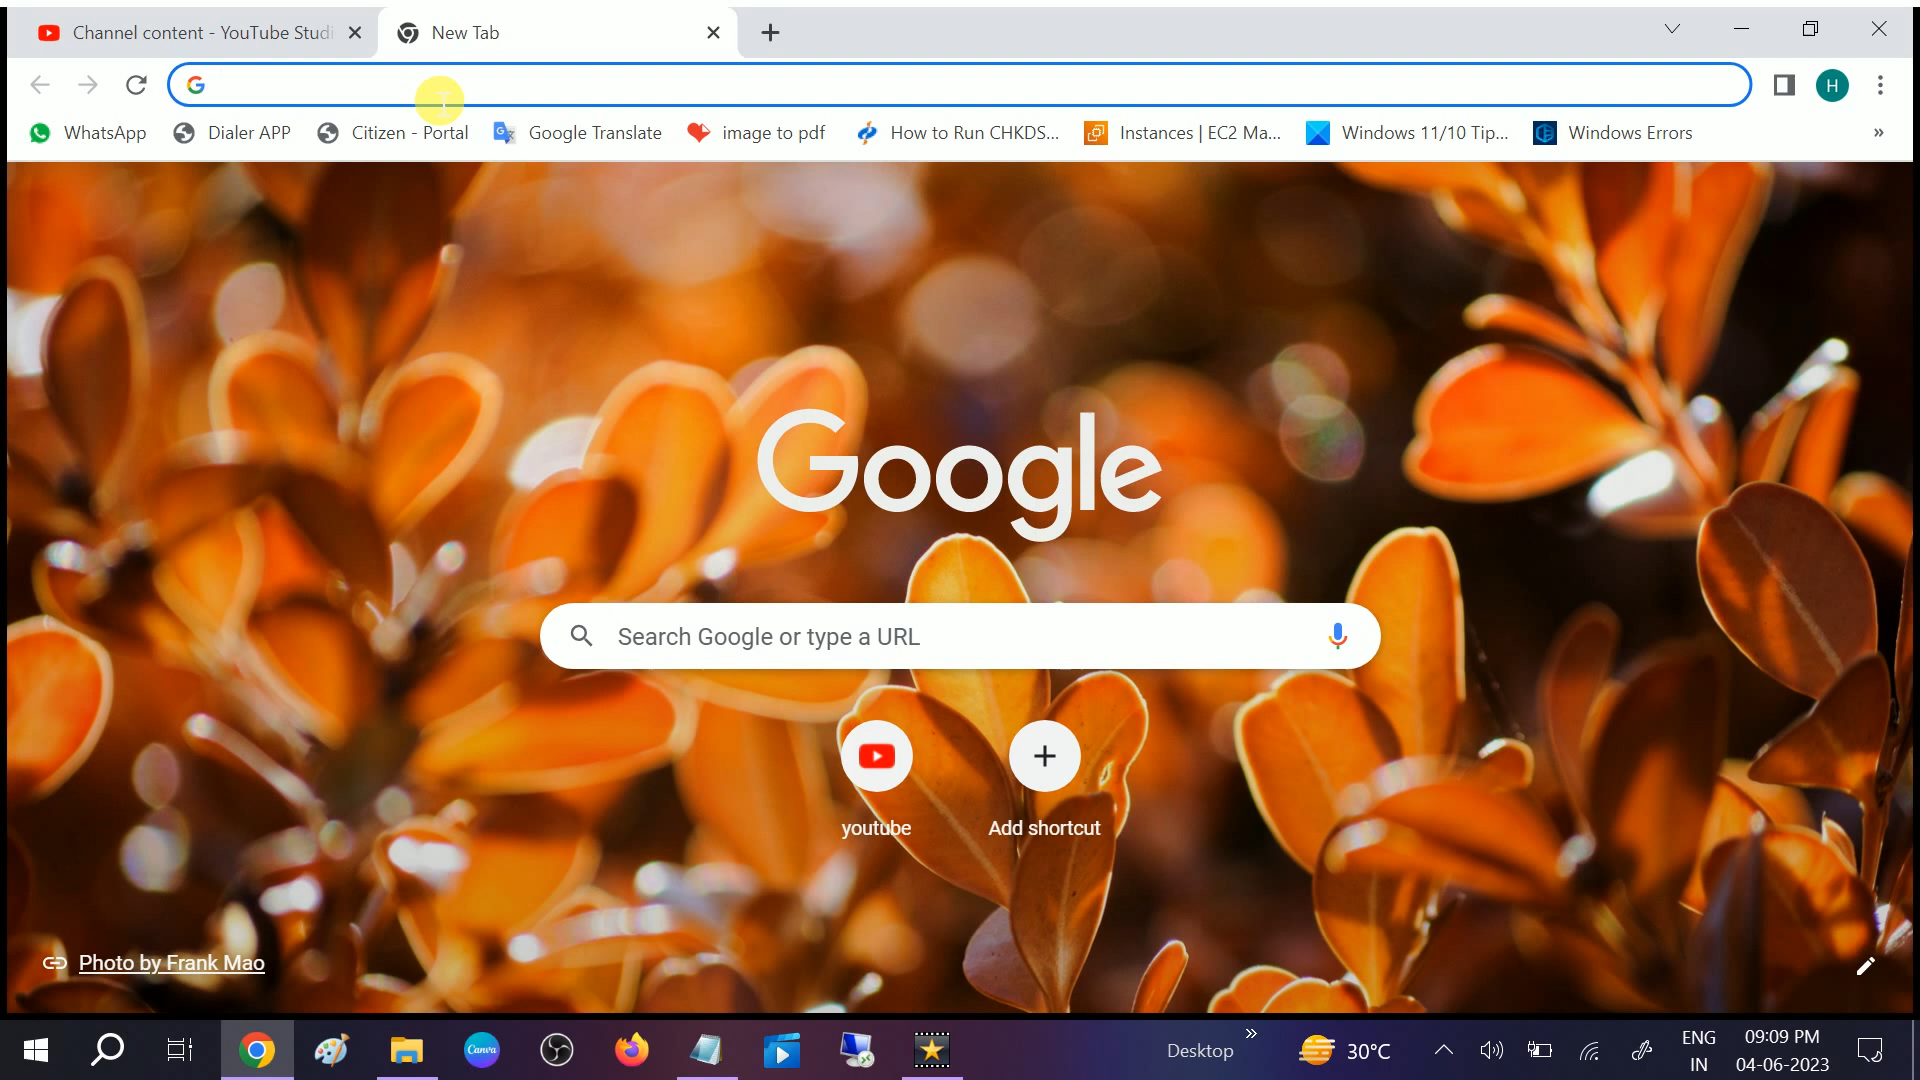 Channel content - YouTube Studi
New Tab
H
WhatsApp
Dialer APP
Citizen - Portal
Google Translate
image to pdf
How to Run CHKDS...
Instances | EC2 Ma...
Windows 11/10 Tip...
Windows Errors
»
Google
Search Google or type a URL
youtube
Add shortcut
Photo by Frank Mao
Canva
Desktop
»
30°C
ENG
IN
09:09 PM
04-06-2023